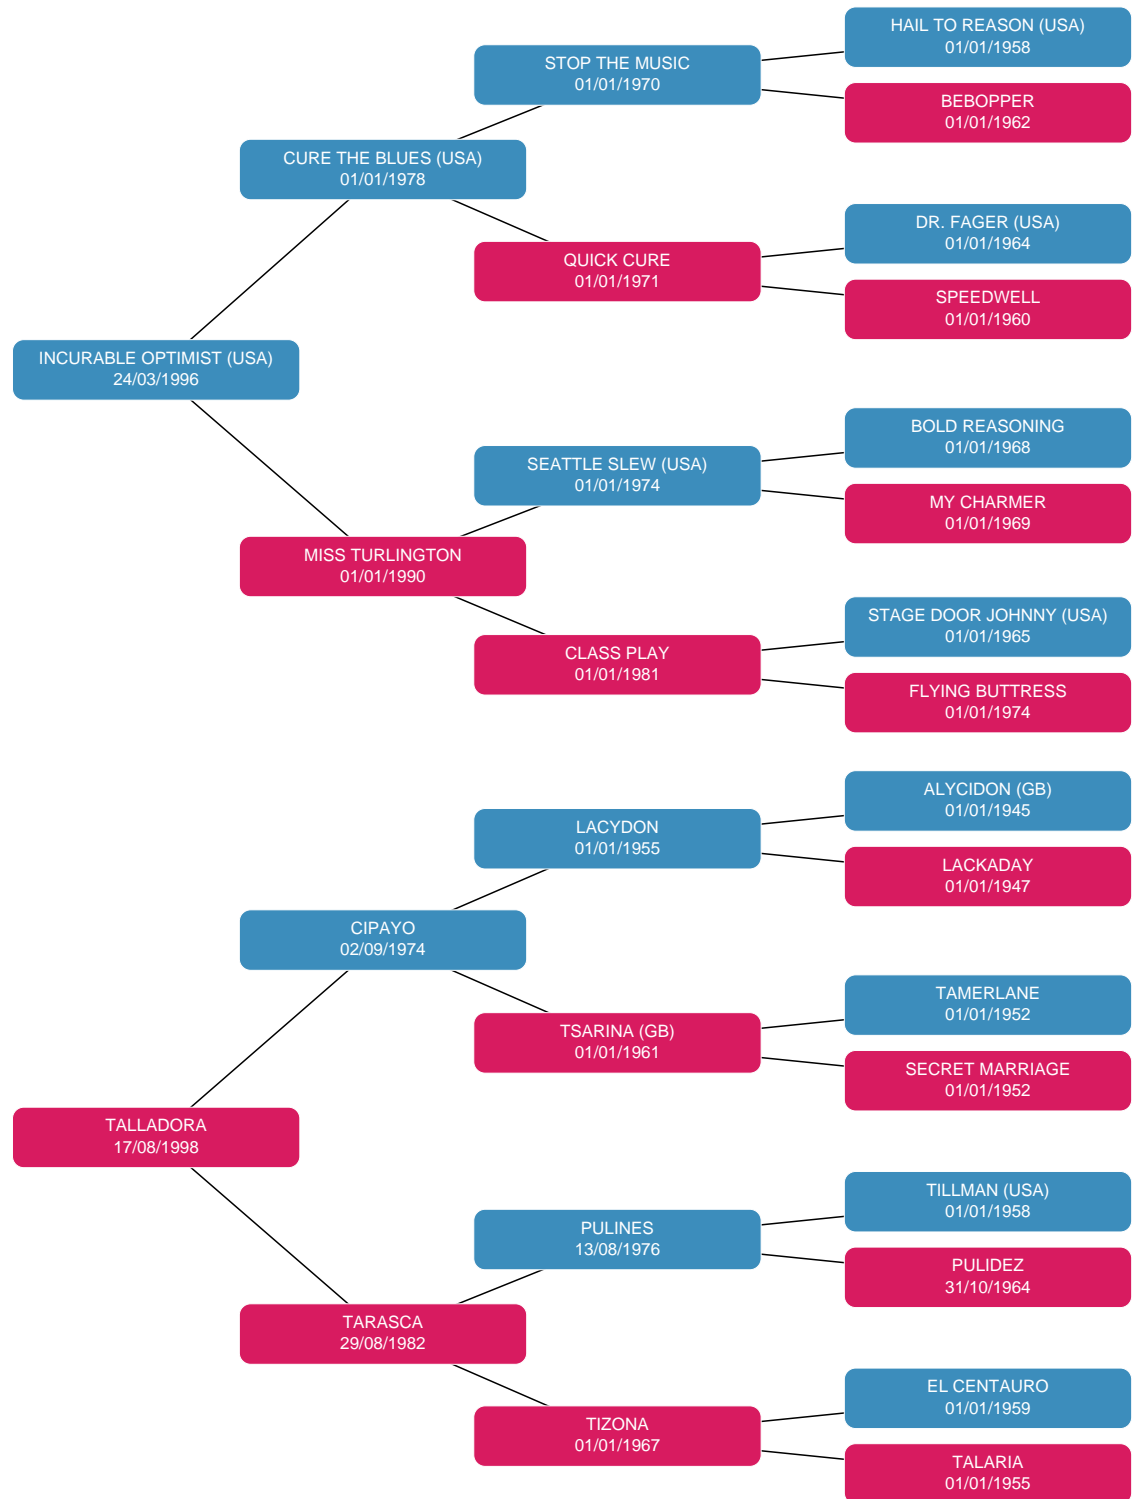 HAIL TO REASON (USA)
01/01/1958
STOP THE MUSIC
01/01/1970
BEBOPPER
01/01/1962
CURE THE BLUES (USA)
01/01/1978
DR. FAGER (USA)
01/01/1964
QUICK CURE
01/01/1971
SPEEDWELL
01/01/1960
INCURABLE OPTIMIST (USA)
24/03/1996
BOLD REASONING
01/01/1968
SEATTLE SLEW (USA)
01/01/1974
MY CHARMER
01/01/1969
MISS TURLINGTON
01/01/1990
STAGE DOOR JOHNNY (USA)
01/01/1965
CLASS PLAY
01/01/1981
FLYING BUTTRESS
01/01/1974
ALYCIDON (GB)
01/01/1945
LACYDON
01/01/1955
LACKADAY
01/01/1947
CIPAYO
02/09/1974
TAMERLANE
01/01/1952
TSARINA (GB)
01/01/1961
SECRET MARRIAGE
01/01/1952
TALLADORA
17/08/1998
TILLMAN (USA)
01/01/1958
PULINES
13/08/1976
PULIDEZ
31/10/1964
TARASCA
29/08/1982
EL CENTAURO
01/01/1959
TIZONA
01/01/1967
TALARIA
01/01/1955